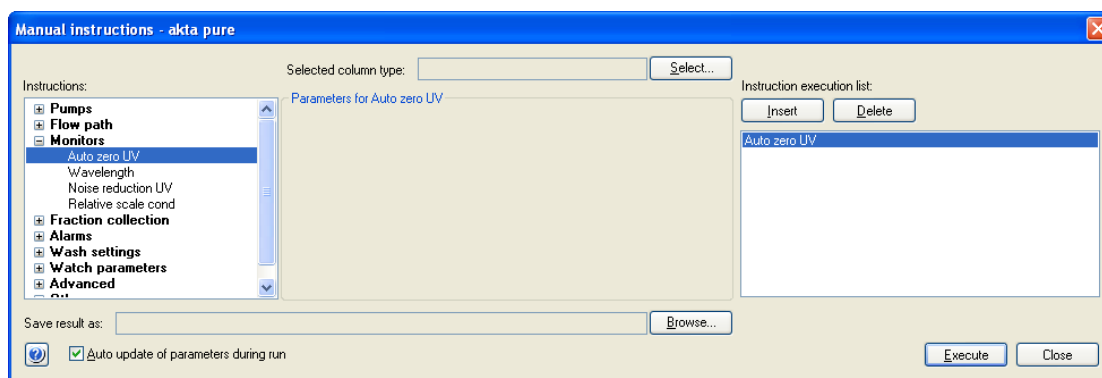 Manual instructions - akta pure
Selected column type:
Select...
Instructions:
Pumps
Flow path
Monitors
Auto zero UV
Wavelength
Noise reduction UV
Relative scale cond
Fraction collection
Alarms
Wash settings
Watch parameters
Advanced
Parameters for Auto zero UV
Instruction execution list:
Insert
Delete
Auto zero UV
Save result as:
Browse...
Auto update of parameters during run
Execute
Close